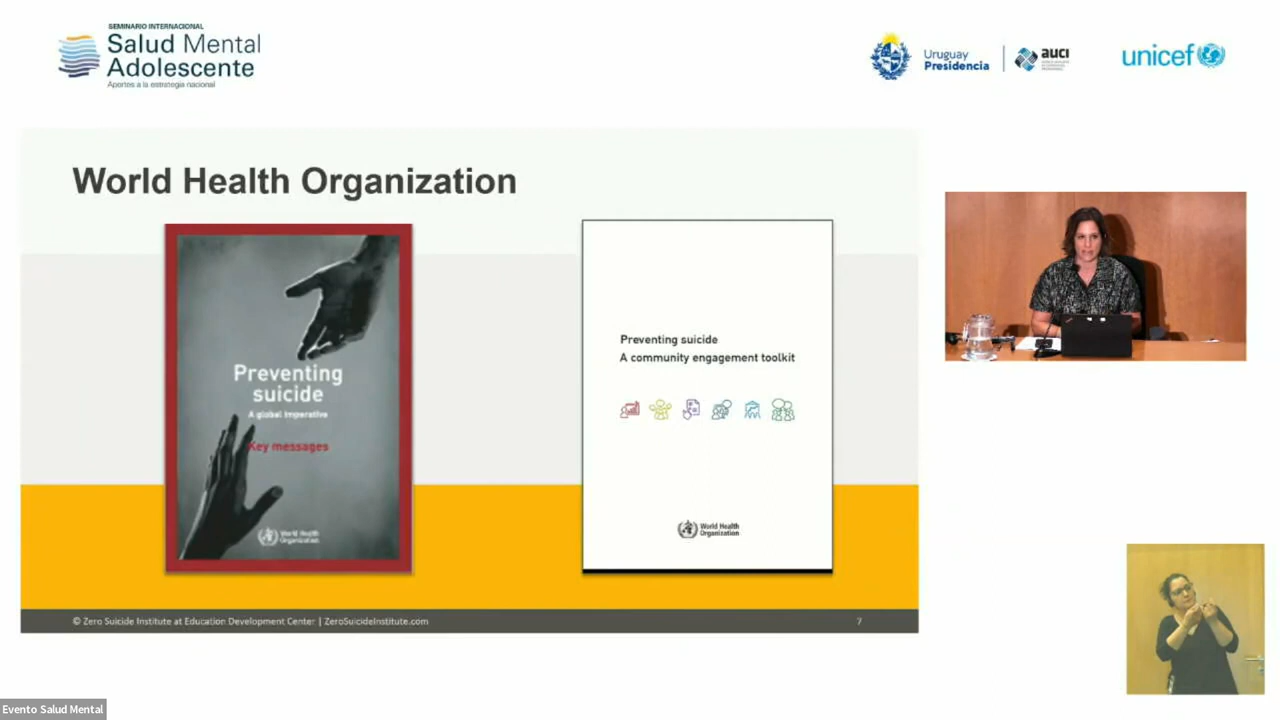 SEMINARIO INTERNACIONAL
Salud Mental
Adolescente
Aportes a la estrategia nacional
Uruguay
Presidencia
auci
unicef
World Health Organization
Preventing
suicide
A global imperative
Key messages
World Health
Organization
Preventing suicide
A community engagement toolkit
World Health
Organization
© Zero Suicide Institute at Education Development Center | ZeroSuicideInstitute.com
7
Evento Salud Mental